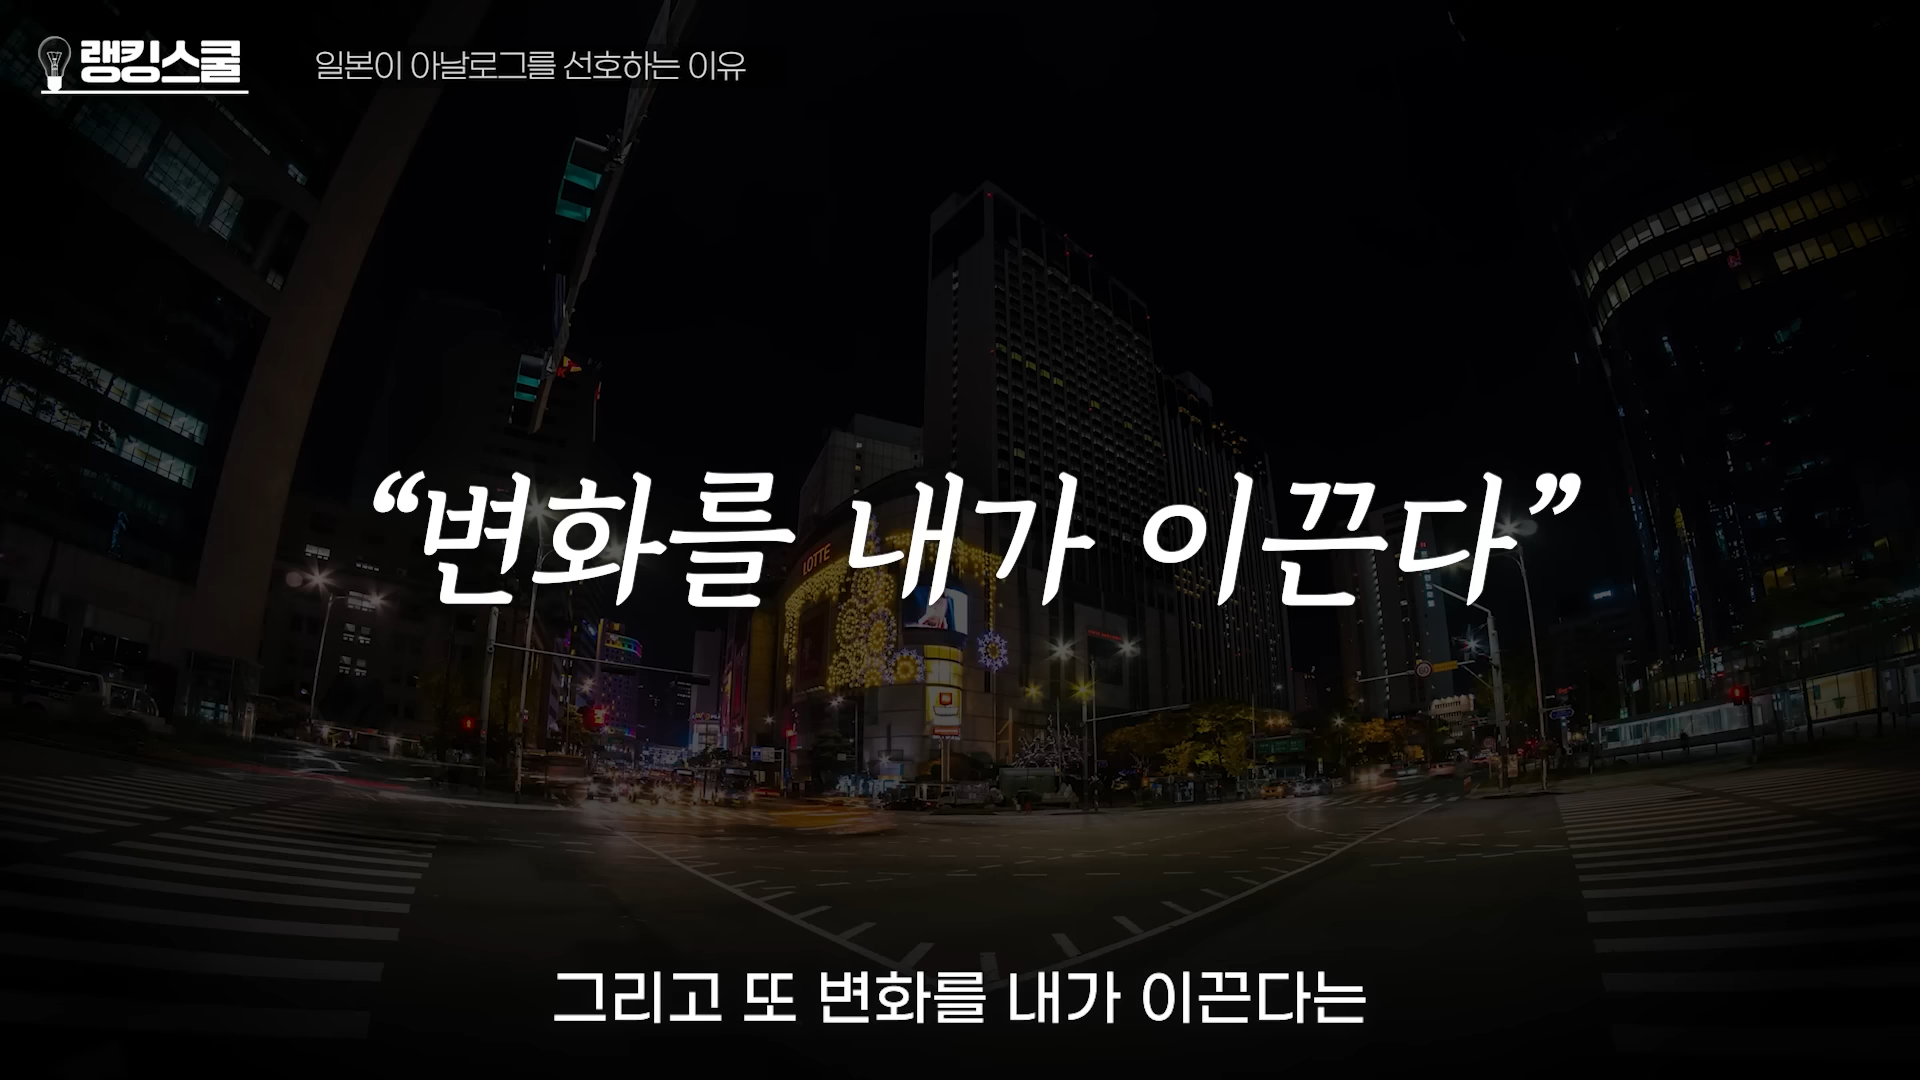 랭킹스쿨
일본이 아날로그를 선호하는 이유
“변화를 내가 이끈다”
LOTTE
그리고 또 변화를 내가 이끈다는